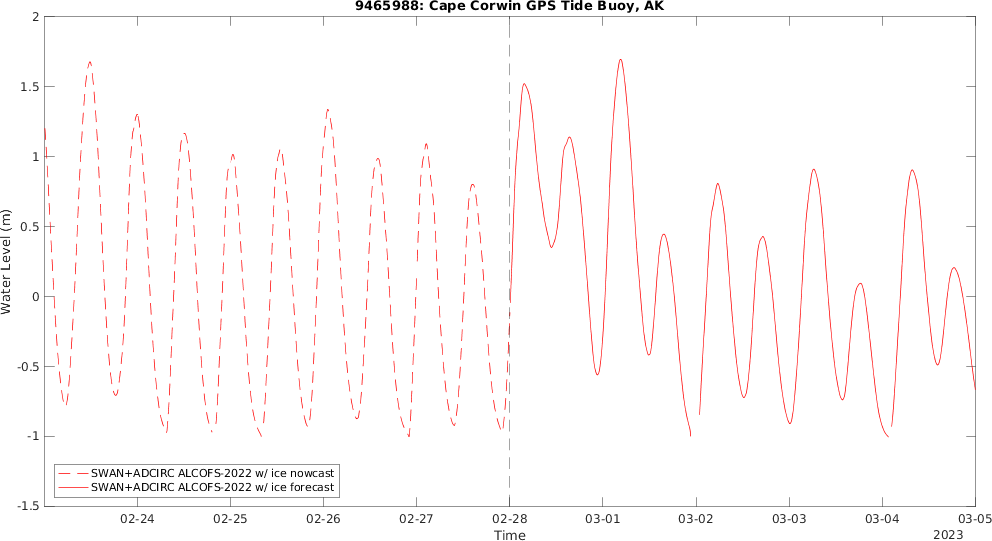 9465988: Cape Corwin GPS Tide Buoy, AK
2
1.5
1
0.5
0
-0.5
-1
-1.5
Water Level (m)
SWAN+ADCIRC ALCOFS-2022 w/ ice nowcast
SWAN+ADCIRC ALCOFS-2022 w/ ice forecast
02-24 02-25 02-26 02-27 02-28 03-01 03-02 03-03 03-04 03-05
Time
2023